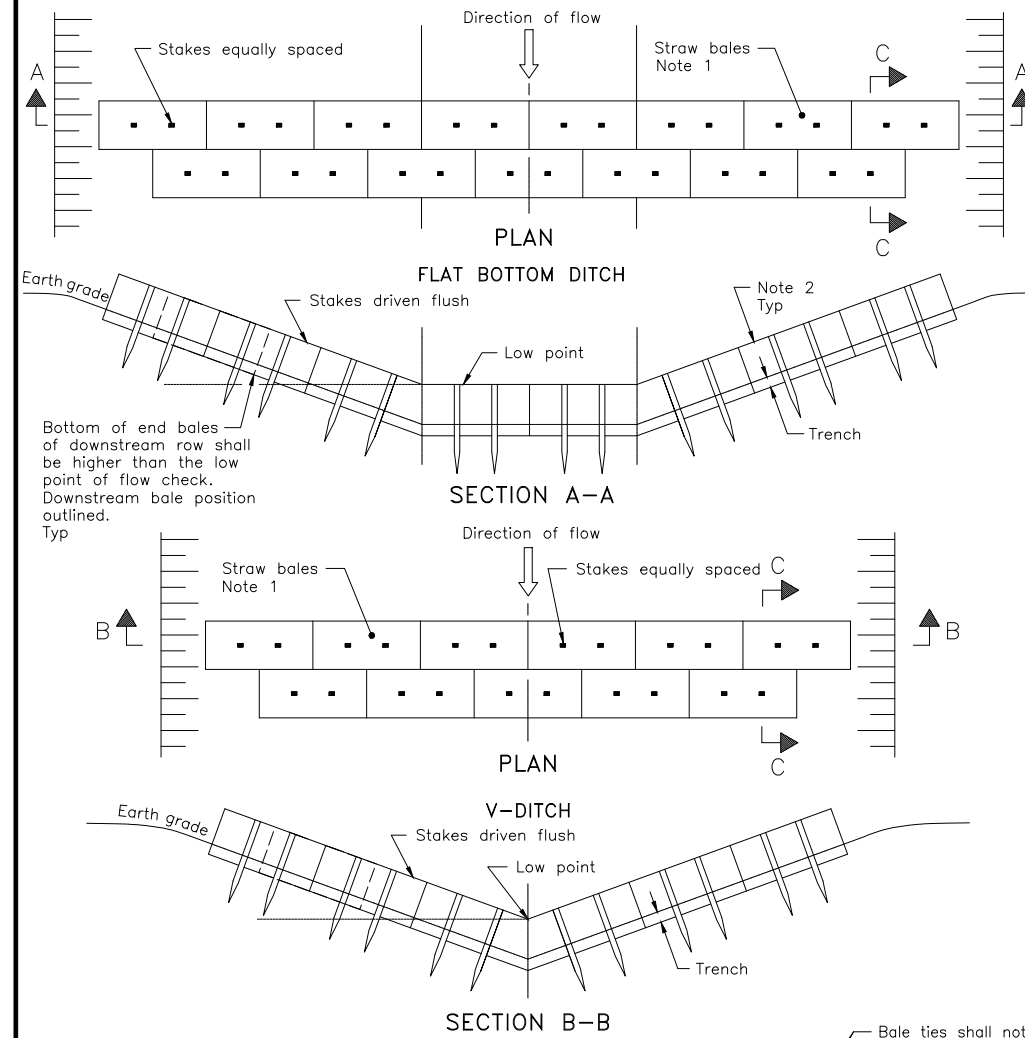 Direction of flow
Stakes equally spaced
Straw bales
Note 1
C
A
A
C
PLAN
FLAT BOTTOM DITCH
Earth grade
Stakes driven flush
Note 2
Typ
Low point
Trench
Bottom of end bales
of downstream row shall
be higher than the low
point of flow check.
Downstream bale position
outlined.
Typ
SECTION A-A
Direction of flow
Straw bales
Note 1
Stakes equally spaced
C
B
B
C
PLAN
V-DITCH
Earth grade
Stakes driven flush
Low point
Trench
SECTION B-B
Bale ties shall not